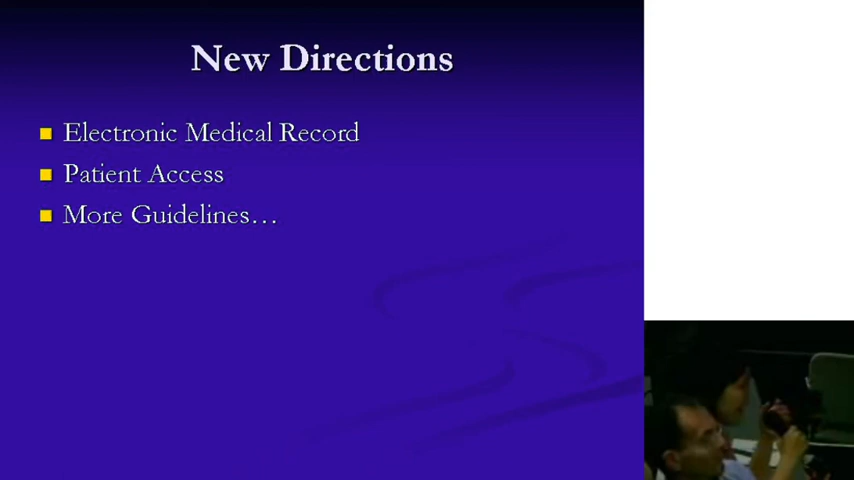 New Directions
Electronic Medical Record
Patient Access
More Guidelines…